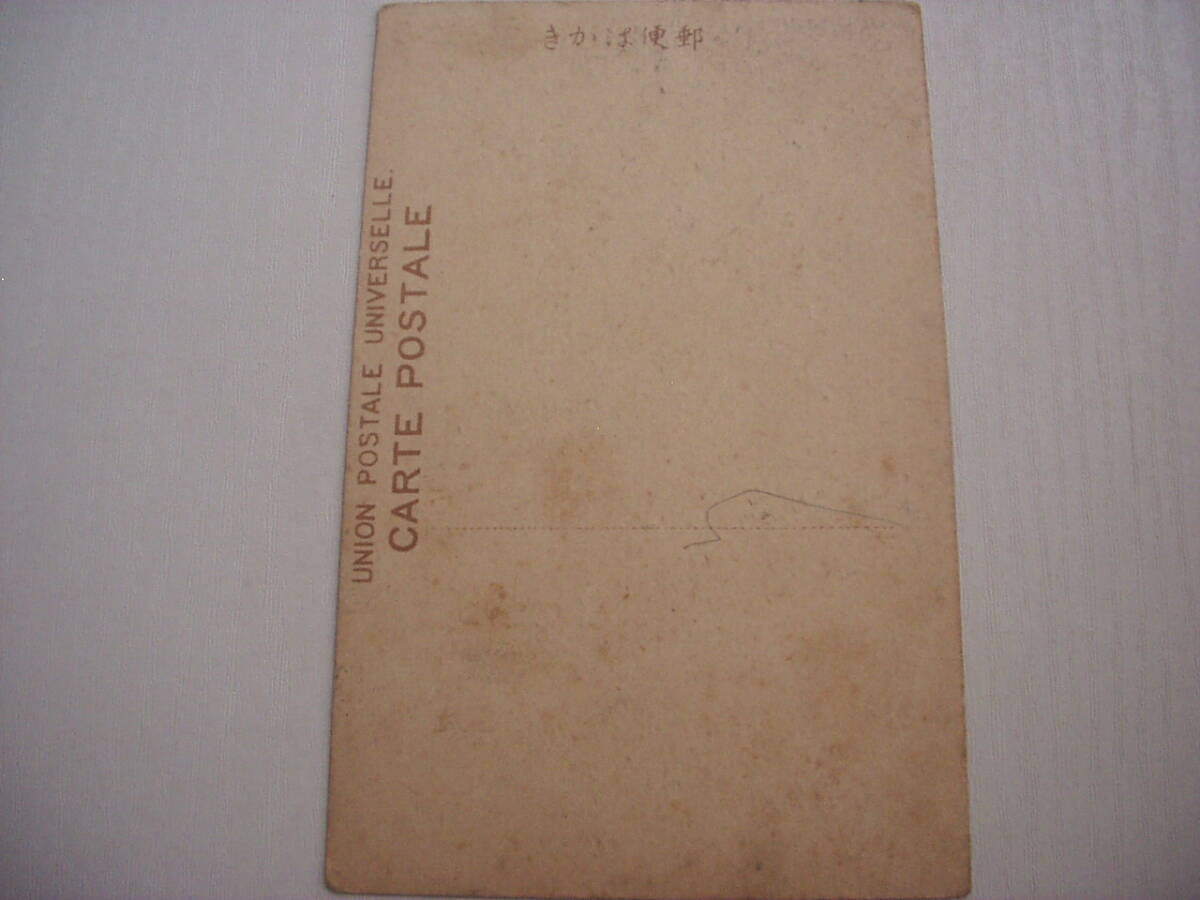 郵便はかき
UNION POSTALE UNIVERSELLE.
CARTE POSTALE